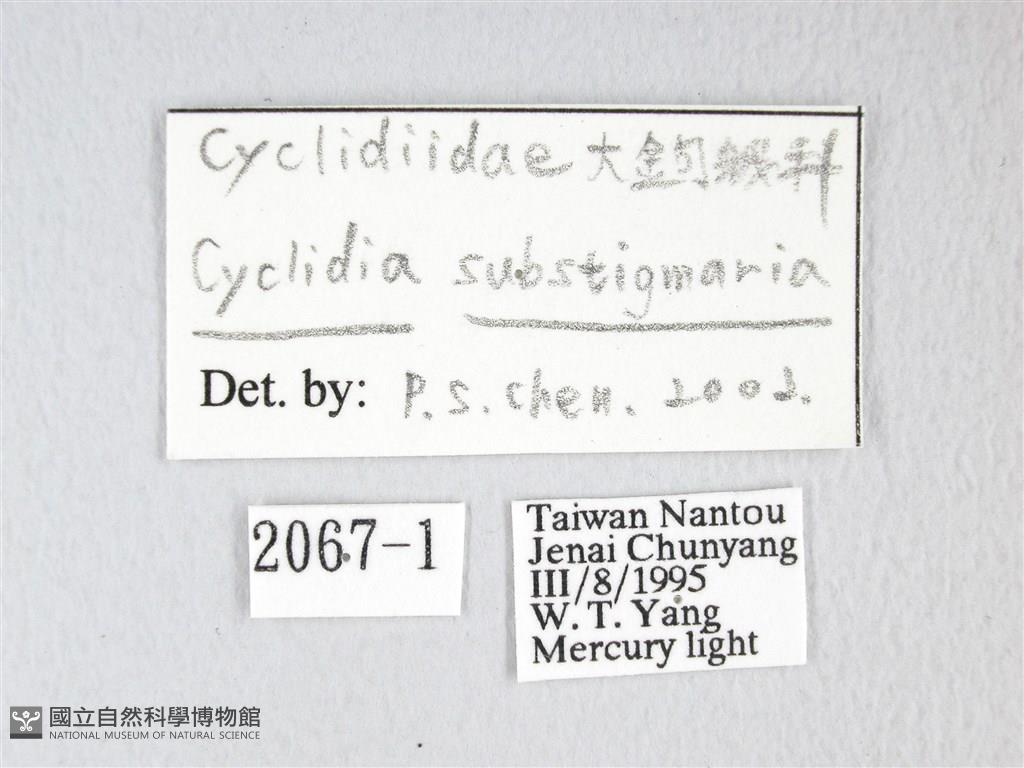 Cyclidiidae 大鉤蛾科
Cyclidia substigmaria
Det. by: P.S. chen. 2002.
2067-1
Taiwan Nantou
Jenai Chunyang
III/8/1995
W. T. Yang
Mercury light
國立自然科學博物館
NATIONAL MUSEUM OF NATURAL SCIENCE